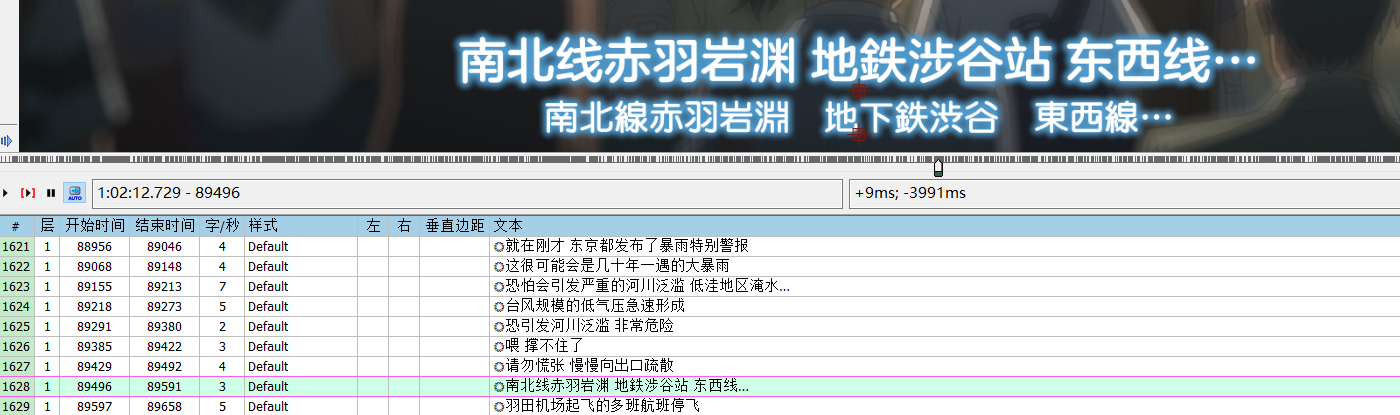 南北线赤羽岩渊 地鉄涉谷站 东西线…
南北線赤羽岩淵　地下鉄渋谷　東西線…
AUTO
1:02:12.729 - 89496
+9ms; -3991ms
# 层 开始时间 结束时间 字/秒 样式 左 右 垂直边距 文本
1621 1 88956 89046 4 Default 就在刚才 东京都发布了暴雨特别警报
1622 1 89068 89148 4 Default 这很可能会是几十年一遇的大暴雨
1623 1 89155 89213 7 Default 恐怕会引发严重的河川泛滥 低洼地区淹水...
1624 1 89218 89273 5 Default 台风规模的低气压急速形成
1625 1 89291 89380 2 Default 恐引发河川泛滥 非常危险
1626 1 89385 89422 3 Default 喂 撑不住了
1627 1 89429 89492 4 Default 请勿慌张 慢慢向出口疏散
1628 1 89496 89591 3 Default 南北线赤羽岩渊 地鉄涉谷站 东西线...
1629 1 89597 89658 5 Default 羽田机场起飞的多班航班停飞